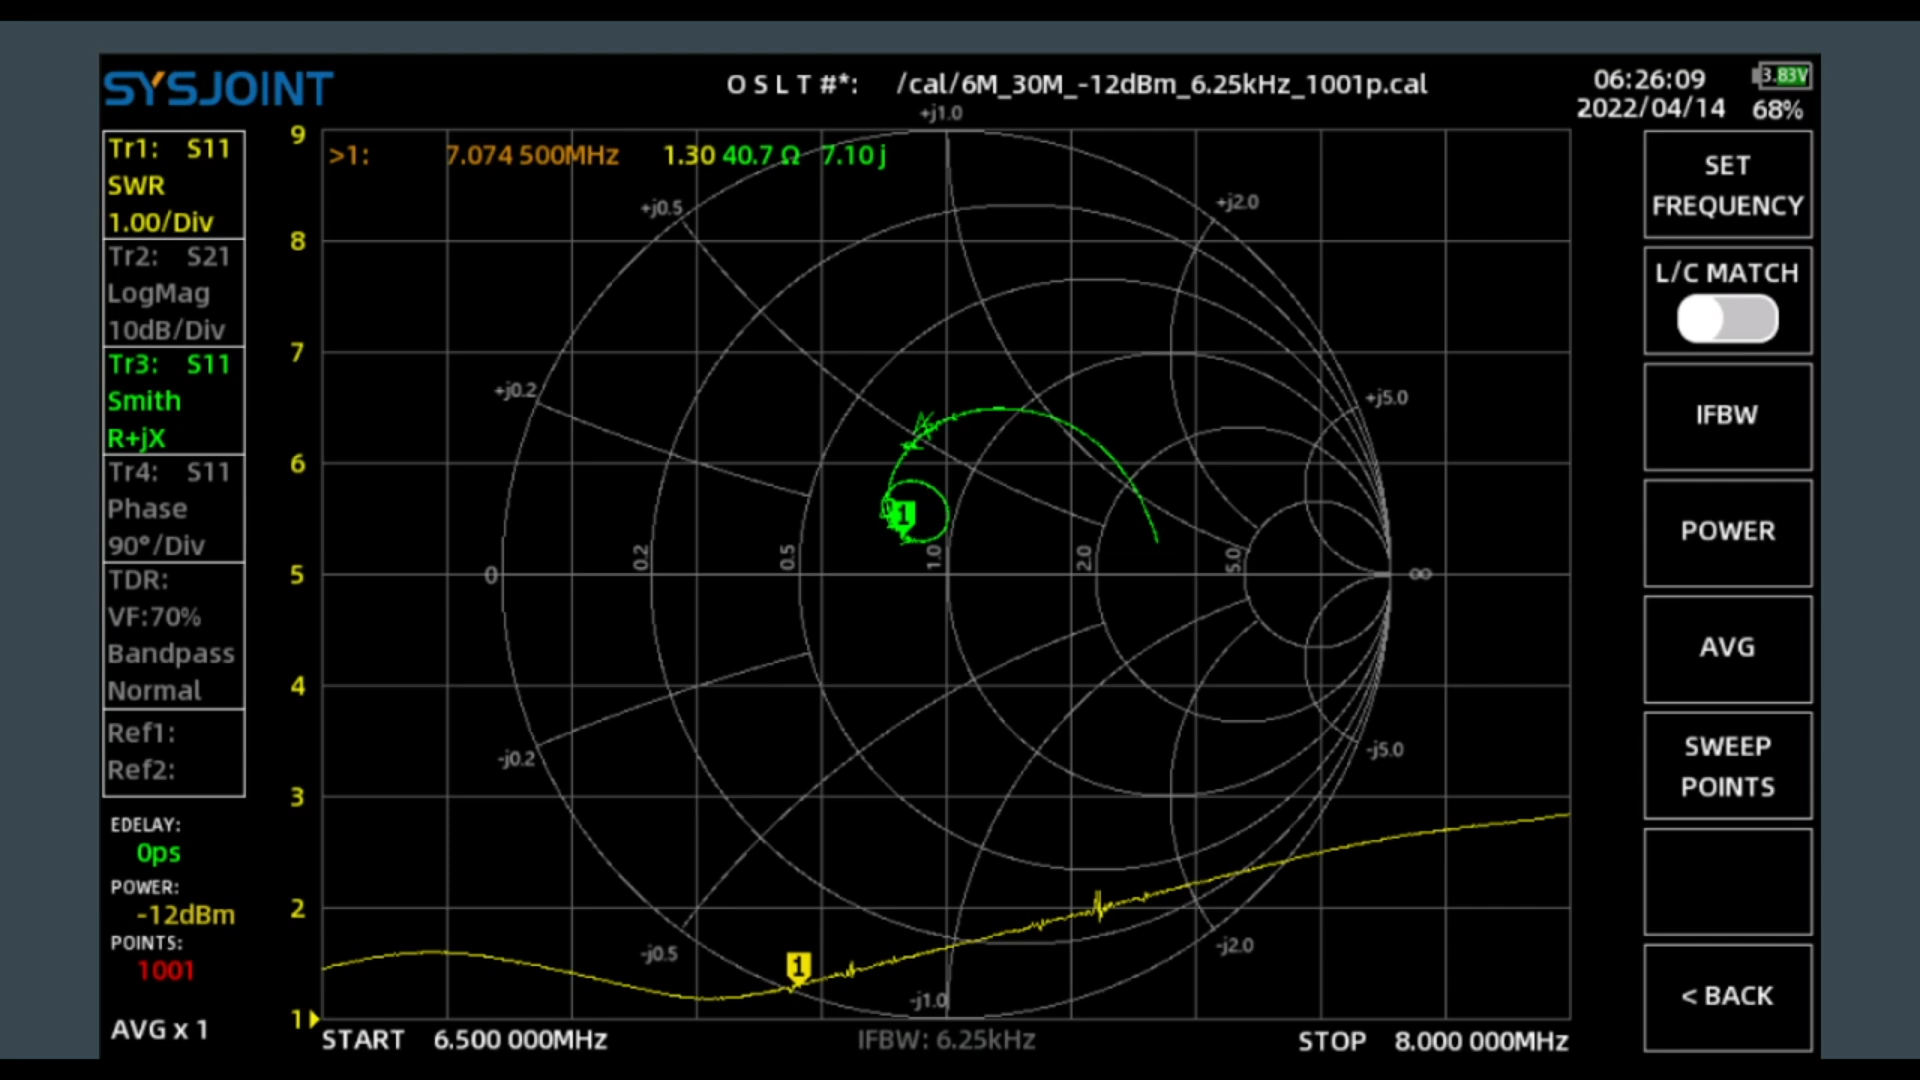 SYSJOINT
O S L T #*: /cal/6M_30M_-12dBm_6.25kHz_1001p.cal
06:26:09
3.83V
2022/04/14 68%
Tr1: S11
SWR
1.00/Div
Tr2: S21
LogMag
10dB/Div
Tr3: S11
Smith
R+jX
Tr4: S11
Phase
90°/Div
TDR:
VF:70%
Bandpass
Normal
Ref1:
Ref2:
EDELAY:
0ps
POWER:
-12dBm
POINTS:
1001
AVG x 1
9
8
7
6
5
4
3
2
1
>1: 7.074 500MHz 1.30 40.7 Ω 7.10 j
+j1.0
+j0.5
+j2.0
+j0.2
+j5.0
1
0
0.2
0.5
1.0
2.0
5.0
∞
-j0.2
-j5.0
-j0.5
-j2.0
-j1.0
1
START 6.500 000MHz
IFBW: 6.25kHz
STOP 8.000 000MHz
SET
FREQUENCY
L/C MATCH
IFBW
POWER
AVG
SWEEP
POINTS
< BACK